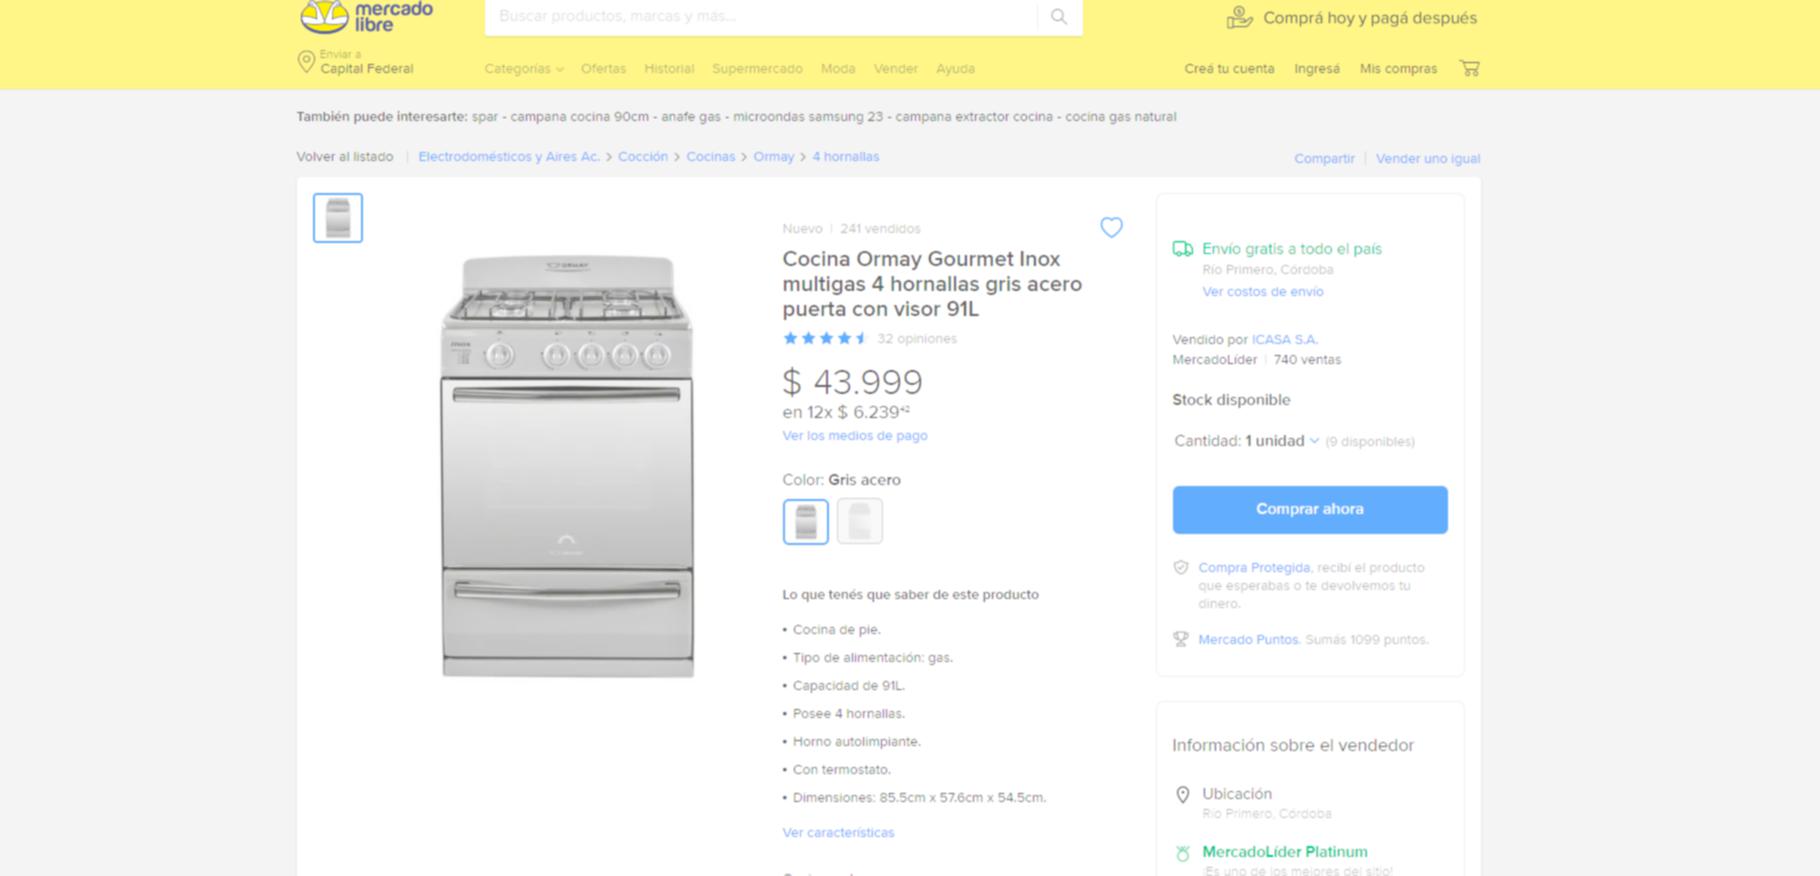 mercado
libre
Buscar productos, marcas y más...
Comprá hoy y pagá después
Enviar a
Capital Federal
Categorías Ofertas Historial Supermercado Moda Vender Ayuda
Creá tu cuenta Ingresá Mis compras
También puede interesarte: spar - campana cocina 90cm - anafe gas - microondas samsung 23 - campana extractor cocina - cocina gas natural
Volver al listado | Electrodomésticos y Aires Ac. > Cocción > Cocinas > Ormay > 4 hornallas
Compartir | Vender uno igual
Nuevo | 241 vendidos
Cocina Ormay Gourmet Inox
multigas 4 hornallas gris acero
puerta con visor 91L
32 opiniones
$ 43.999
en 12x $ 6.239⁴²
Ver los medios de pago
Color: Gris acero
Lo que tenés que saber de este producto
• Cocina de pie.
• Tipo de alimentación: gas.
• Capacidad de 91L.
• Posee 4 hornallas.
• Horno autolimpiante.
• Con termostato.
• Dimensiones: 85.5cm x 57.6cm x 54.5cm.
Ver características
Envío gratis a todo el país
Río Primero, Córdoba
Ver costos de envío
Vendido por ICASA S.A.
MercadoLíder | 740 ventas
Stock disponible
Cantidad: 1 unidad (9 disponibles)
Comprar ahora
Compra Protegida, recibí el producto
que esperabas o te devolvemos tu
dinero.
Mercado Puntos. Sumás 1099 puntos.
Información sobre el vendedor
Ubicación
Río Primero, Córdoba
MercadoLíder Platinum
¡Es uno de los mejores del sitio!